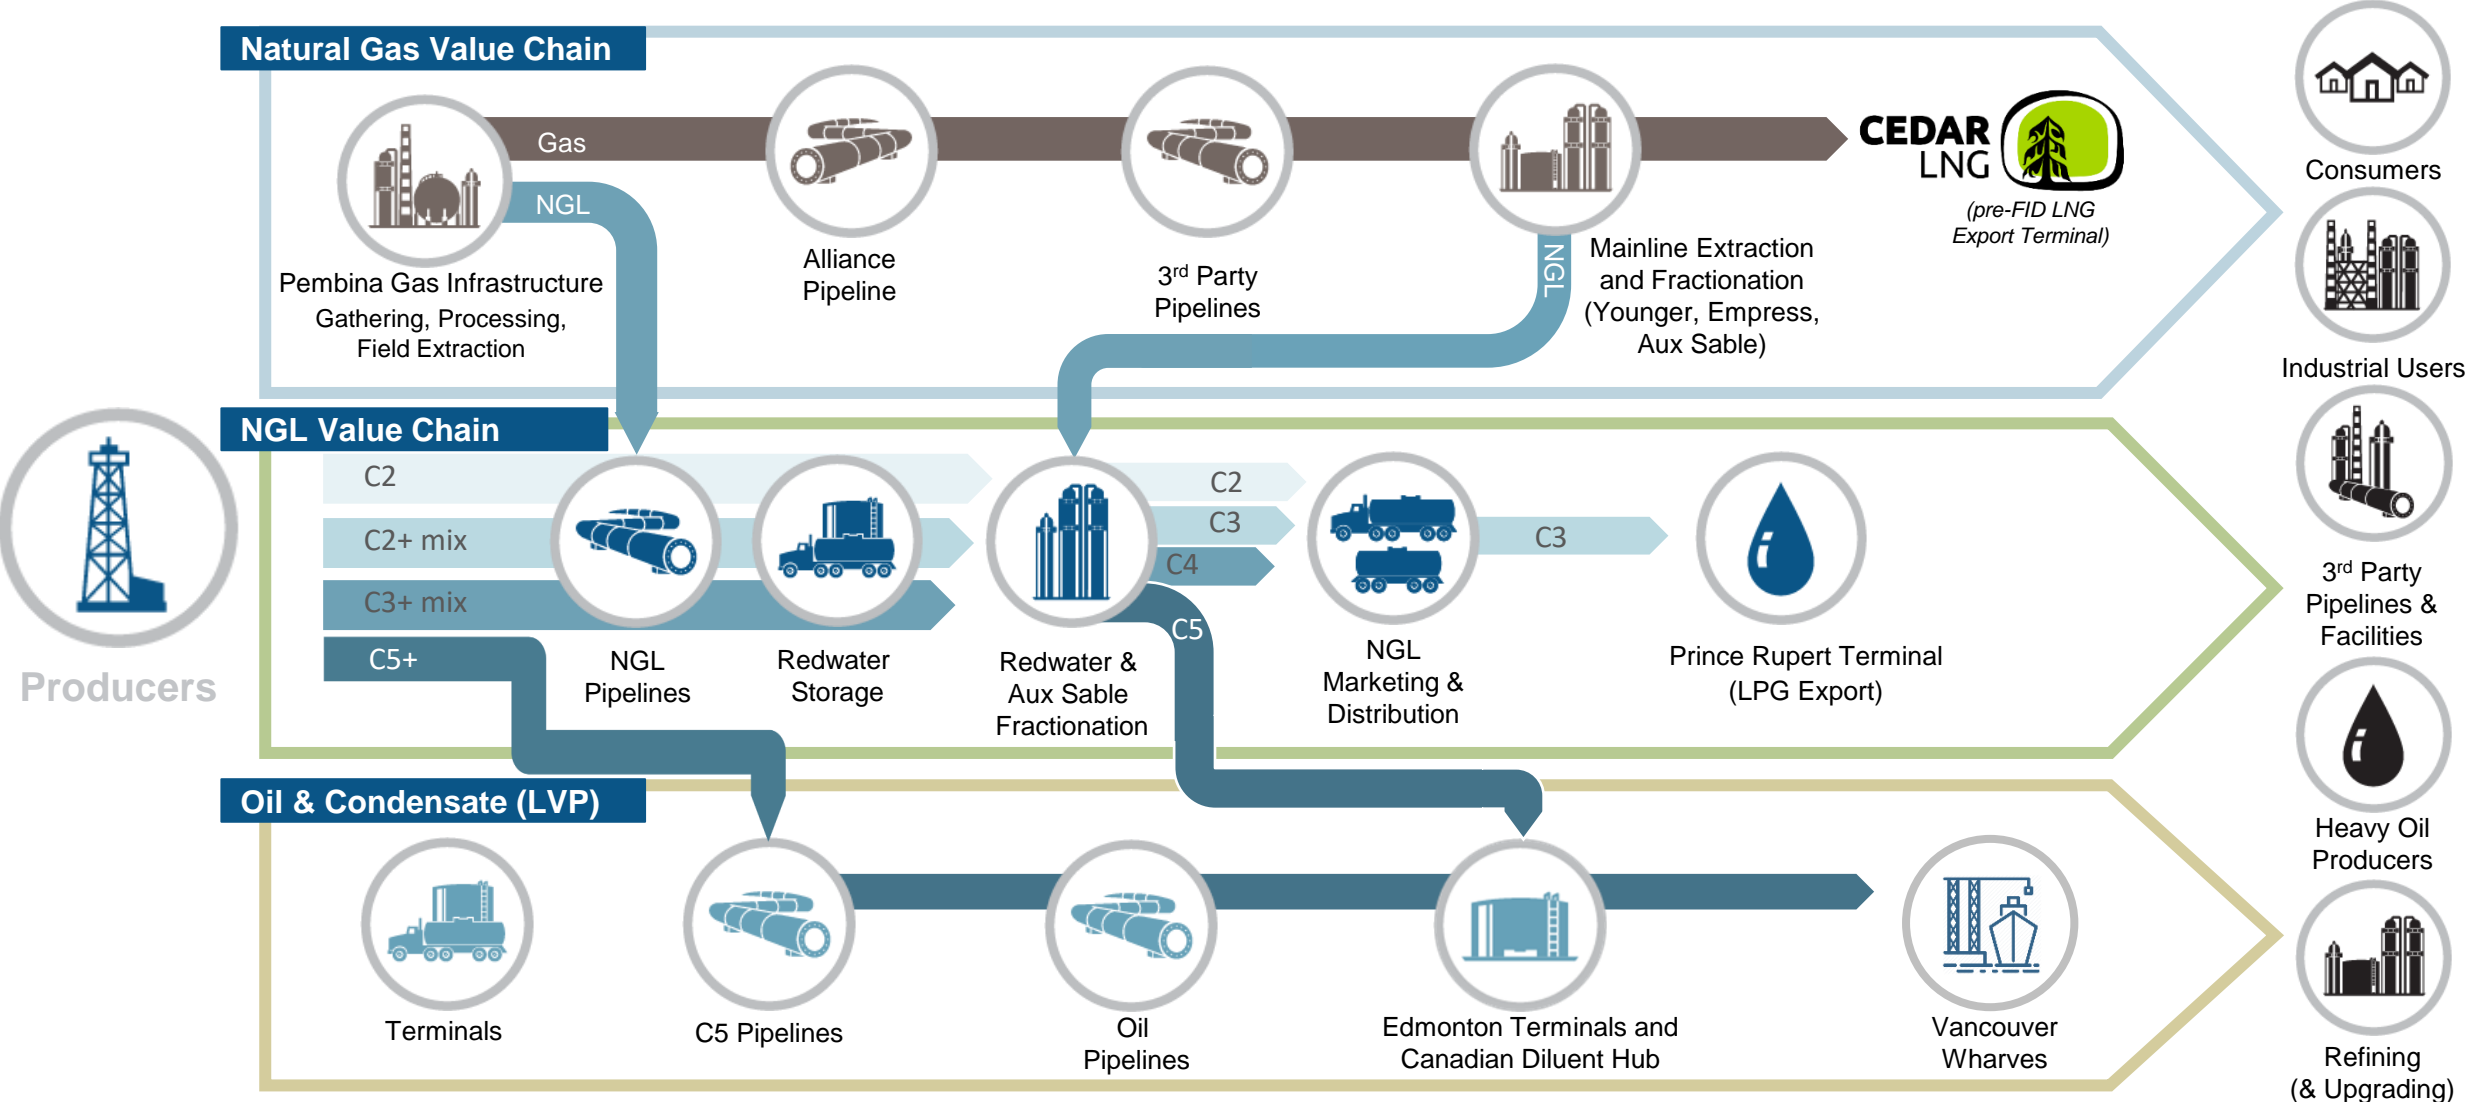 Natural Gas Value Chain
Gas
NGL
Pembina Gas Infrastructure
Gathering, Processing,
Field Extraction
Alliance
Pipeline
3rd Party
Pipelines
NGL
Mainline Extraction
and Fractionation
(Younger, Empress,
Aux Sable)
CEDAR
LNG
(pre-FID LNG
Export Terminal)
Producers
NGL Value Chain
C2
C2+ mix
C3+ mix
C5+
NGL
Pipelines
Redwater
Storage
Redwater &
Aux Sable
Fractionation
C2
C3
C4
C5
NGL
Marketing &
Distribution
C3
Prince Rupert Terminal
(LPG Export)
Oil & Condensate (LVP)
Terminals
C5 Pipelines
Oil
Pipelines
Edmonton Terminals and
Canadian Diluent Hub
Vancouver
Wharves
Consumers
Industrial Users
3rd Party
Pipelines &
Facilities
Heavy Oil
Producers
Refining
(& Upgrading)